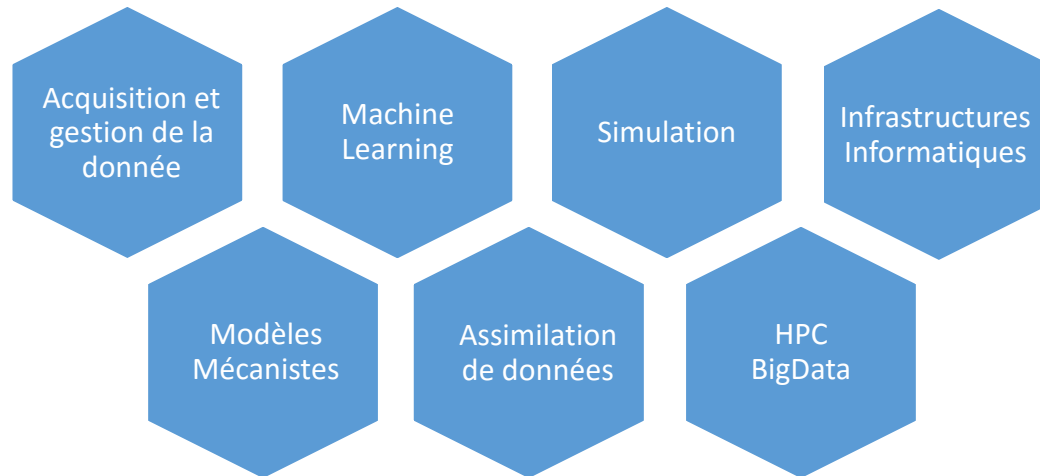 Acquisition et
gestion de la
donnée
Machine
Learning
Simulation
Infrastructures
Informatiques
Modèles
Mécanistes
Assimilation
de données
HPC
BigData